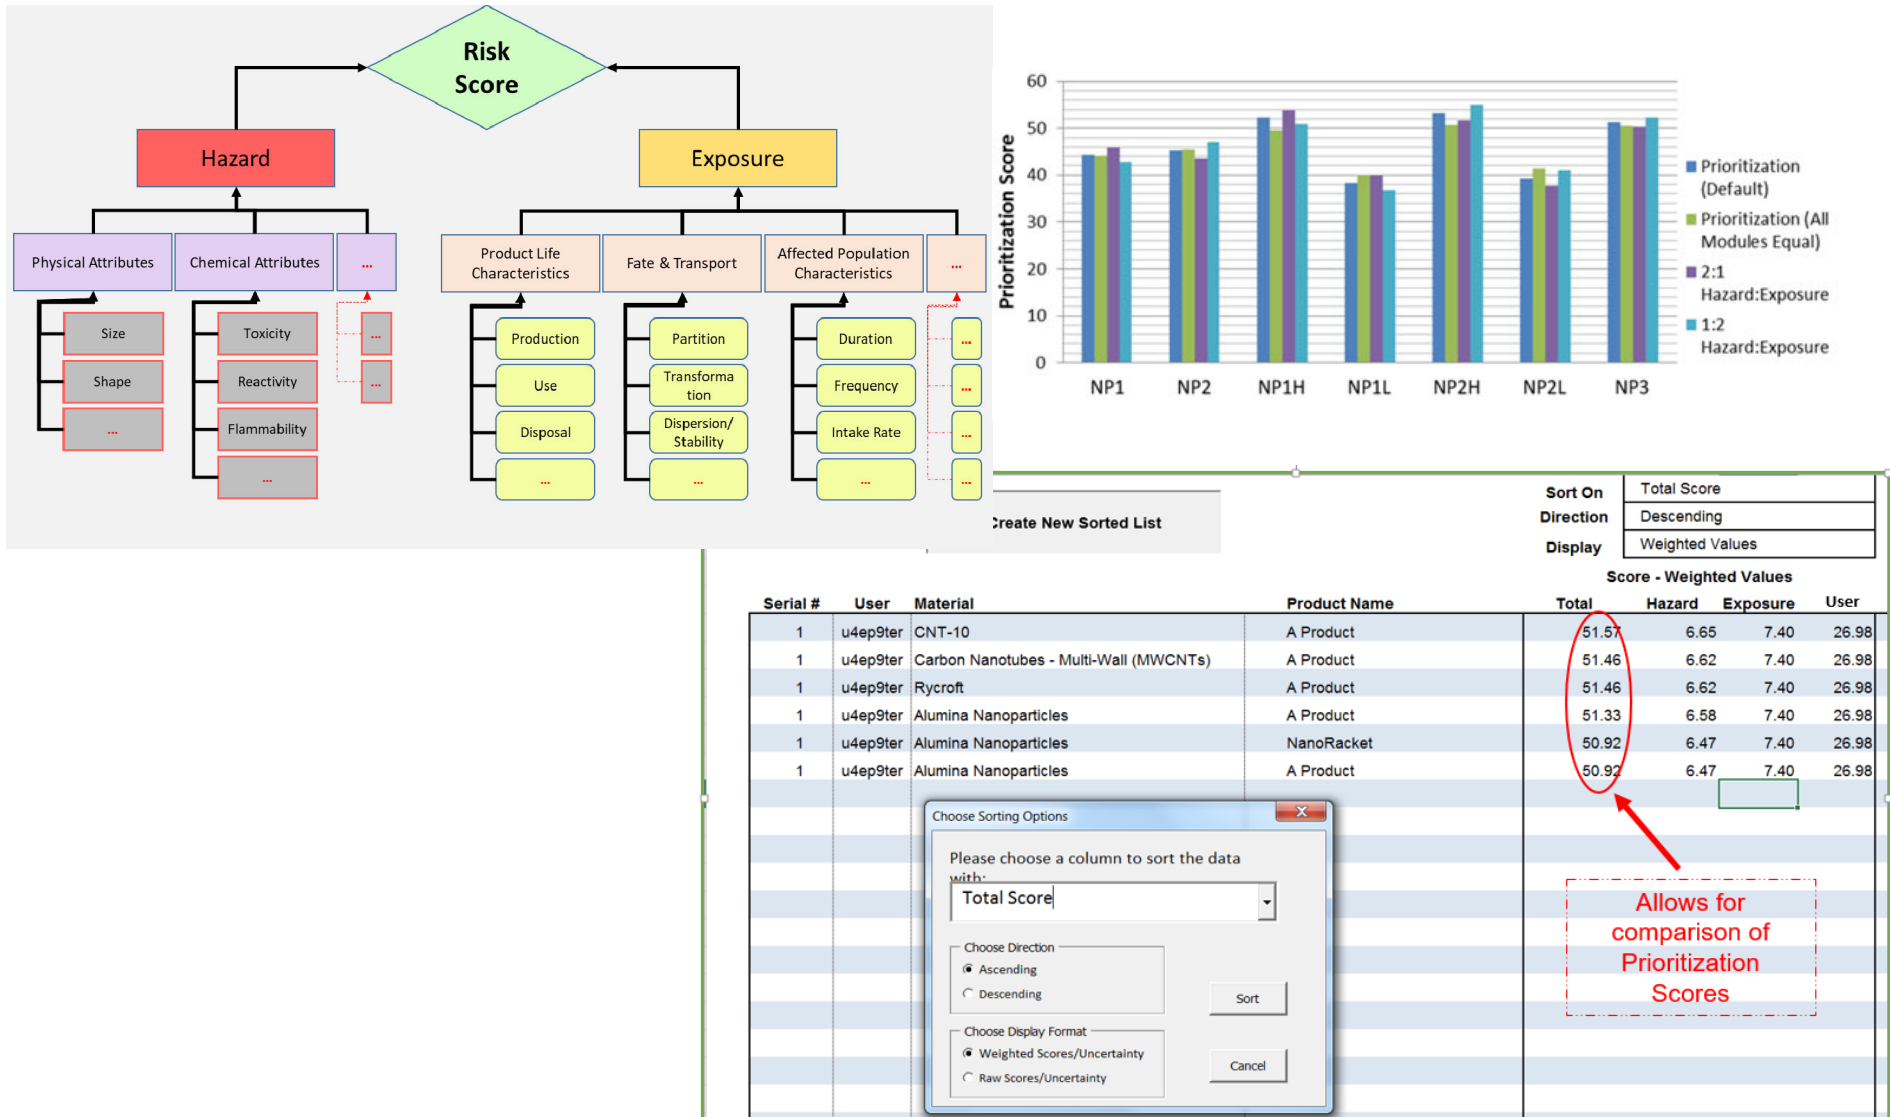 Risk
Score
Hazard
Exposure
Physical Attributes
Chemical Attributes
...
Product Life
Characteristics
Fate & Transport
Affected Population
Characteristics
...
Size
Shape
...
Toxicity
Reactivity
Flammability
...
...
...
Production
Use
Disposal
...
Partition
Transforma
tion
Dispersion/
Stability
...
Duration
Frequency
Intake Rate
...
...
...
...
...
Prioritization Score
60
50
40
30
20
10
0
NP1 NP2 NP1H NP1L NP2H NP2L NP3
Prioritization
(Default)
Prioritization (All
Modules Equal)
2:1
Hazard:Exposure
1:2
Hazard:Exposure
Create New Sorted List
Sort On Total Score
Direction Descending
Display Weighted Values
Score - Weighted Values
Serial # User Material Product Name Total Hazard Exposure User
1 u4ep9ter CNT-10 A Product 51.57 6.65 7.40 26.98
1 u4ep9ter Carbon Nanotubes - Multi-Wall (MWCNTs) A Product 51.46 6.62 7.40 26.98
1 u4ep9ter Rycroft A Product 51.46 6.62 7.40 26.98
1 u4ep9ter Alumina Nanoparticles A Product 51.33 6.58 7.40 26.98
1 u4ep9ter Alumina Nanoparticles NanoRacket 50.92 6.47 7.40 26.98
1 u4ep9ter Alumina Nanoparticles A Product 50.92 6.47 7.40 26.98
Choose Sorting Options
Please choose a column to sort the data
with:
Total Score
Choose Direction
Ascending
Descending
Sort
Choose Display Format
Weighted Scores/Uncertainty
Raw Scores/Uncertainty
Cancel
Allows for
comparison of
Prioritization
Scores